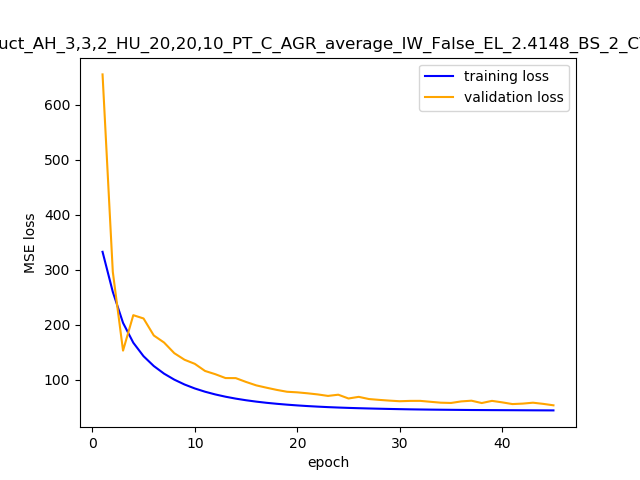 uct_AH_3,3,2_HU_20,20,10_PT_C_AGR_average_IW_False_EL_2.4148_BS_2_C
training loss
validation loss
600
500
400
300
200
100
MSE loss
0
10
20
30
40
epoch